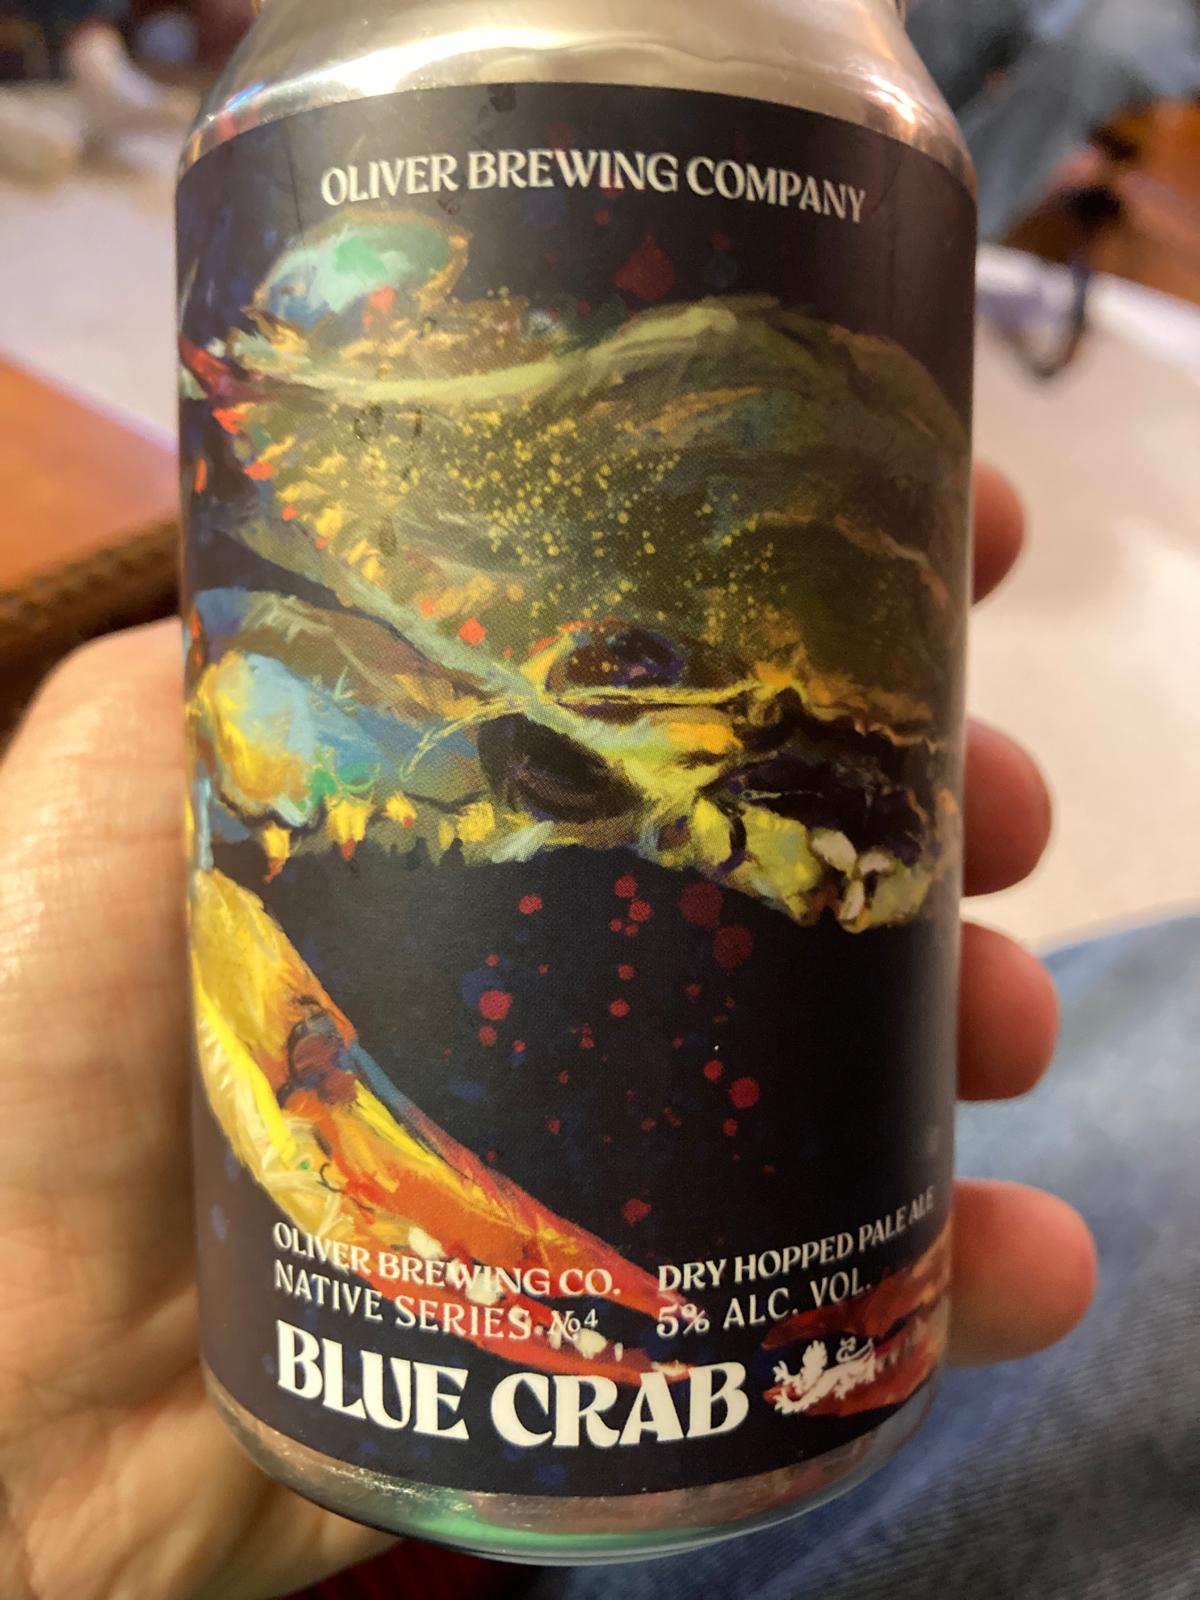 OLIVER BREWING COMPANY
OLIVER BREWING CO.
NATIVE SERIES · №4
DRY HOPPED PALE ALE
5% ALC. VOL.
BLUE CRAB